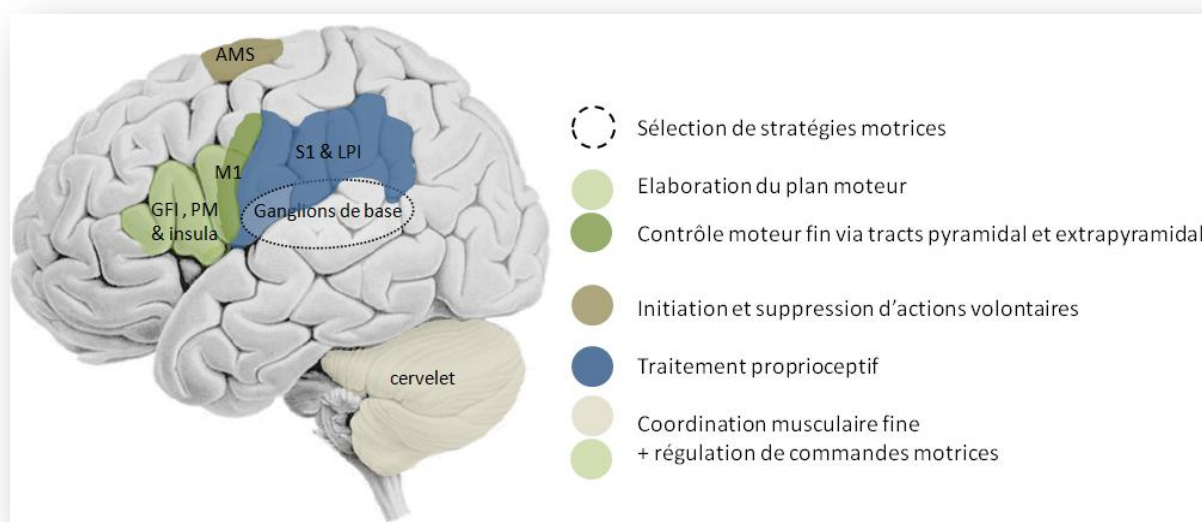 AMS
S1 & LPI
M1
GFI , PM
& insula
Ganglions de base
cervelet
Sélection de stratégies motrices
Elaboration du plan moteur
Contrôle moteur fin via tracts pyramidal et extrapyramidal
Initiation et suppression d'actions volontaires
Traitement proprioceptif
Coordination musculaire fine
+ régulation de commandes motrices